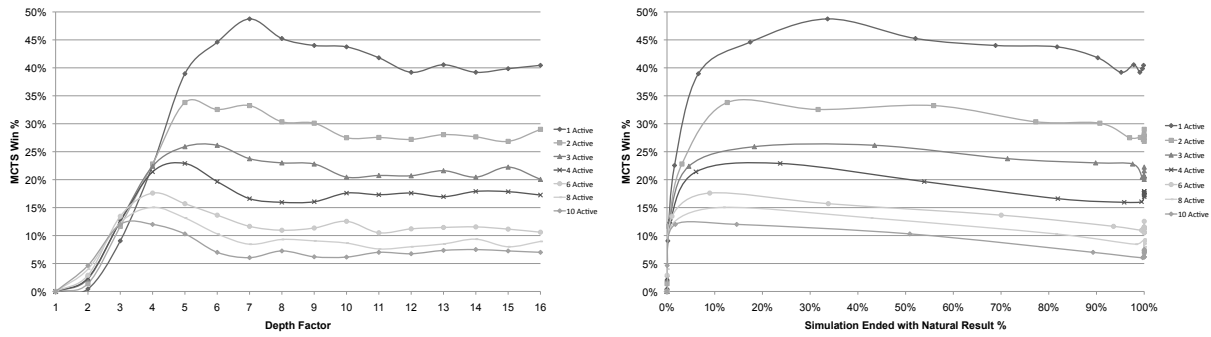 50%
45%
40%
35%
30%
25%
20%
15%
10%
5%
0%
MCTS Win %
1 2 3 4 5 6 7 8 9 10 11 12 13 14 15 16
Depth Factor
1 Active
2 Active
3 Active
4 Active
6 Active
8 Active
10 Active
50%
45%
40%
35%
30%
25%
20%
15%
10%
5%
0%
MCTS Win %
0% 10% 20% 30% 40% 50% 60% 70% 80% 90% 100%
Simulation Ended with Natural Result %
1 Active
2 Active
3 Active
4 Active
6 Active
8 Active
10 Active